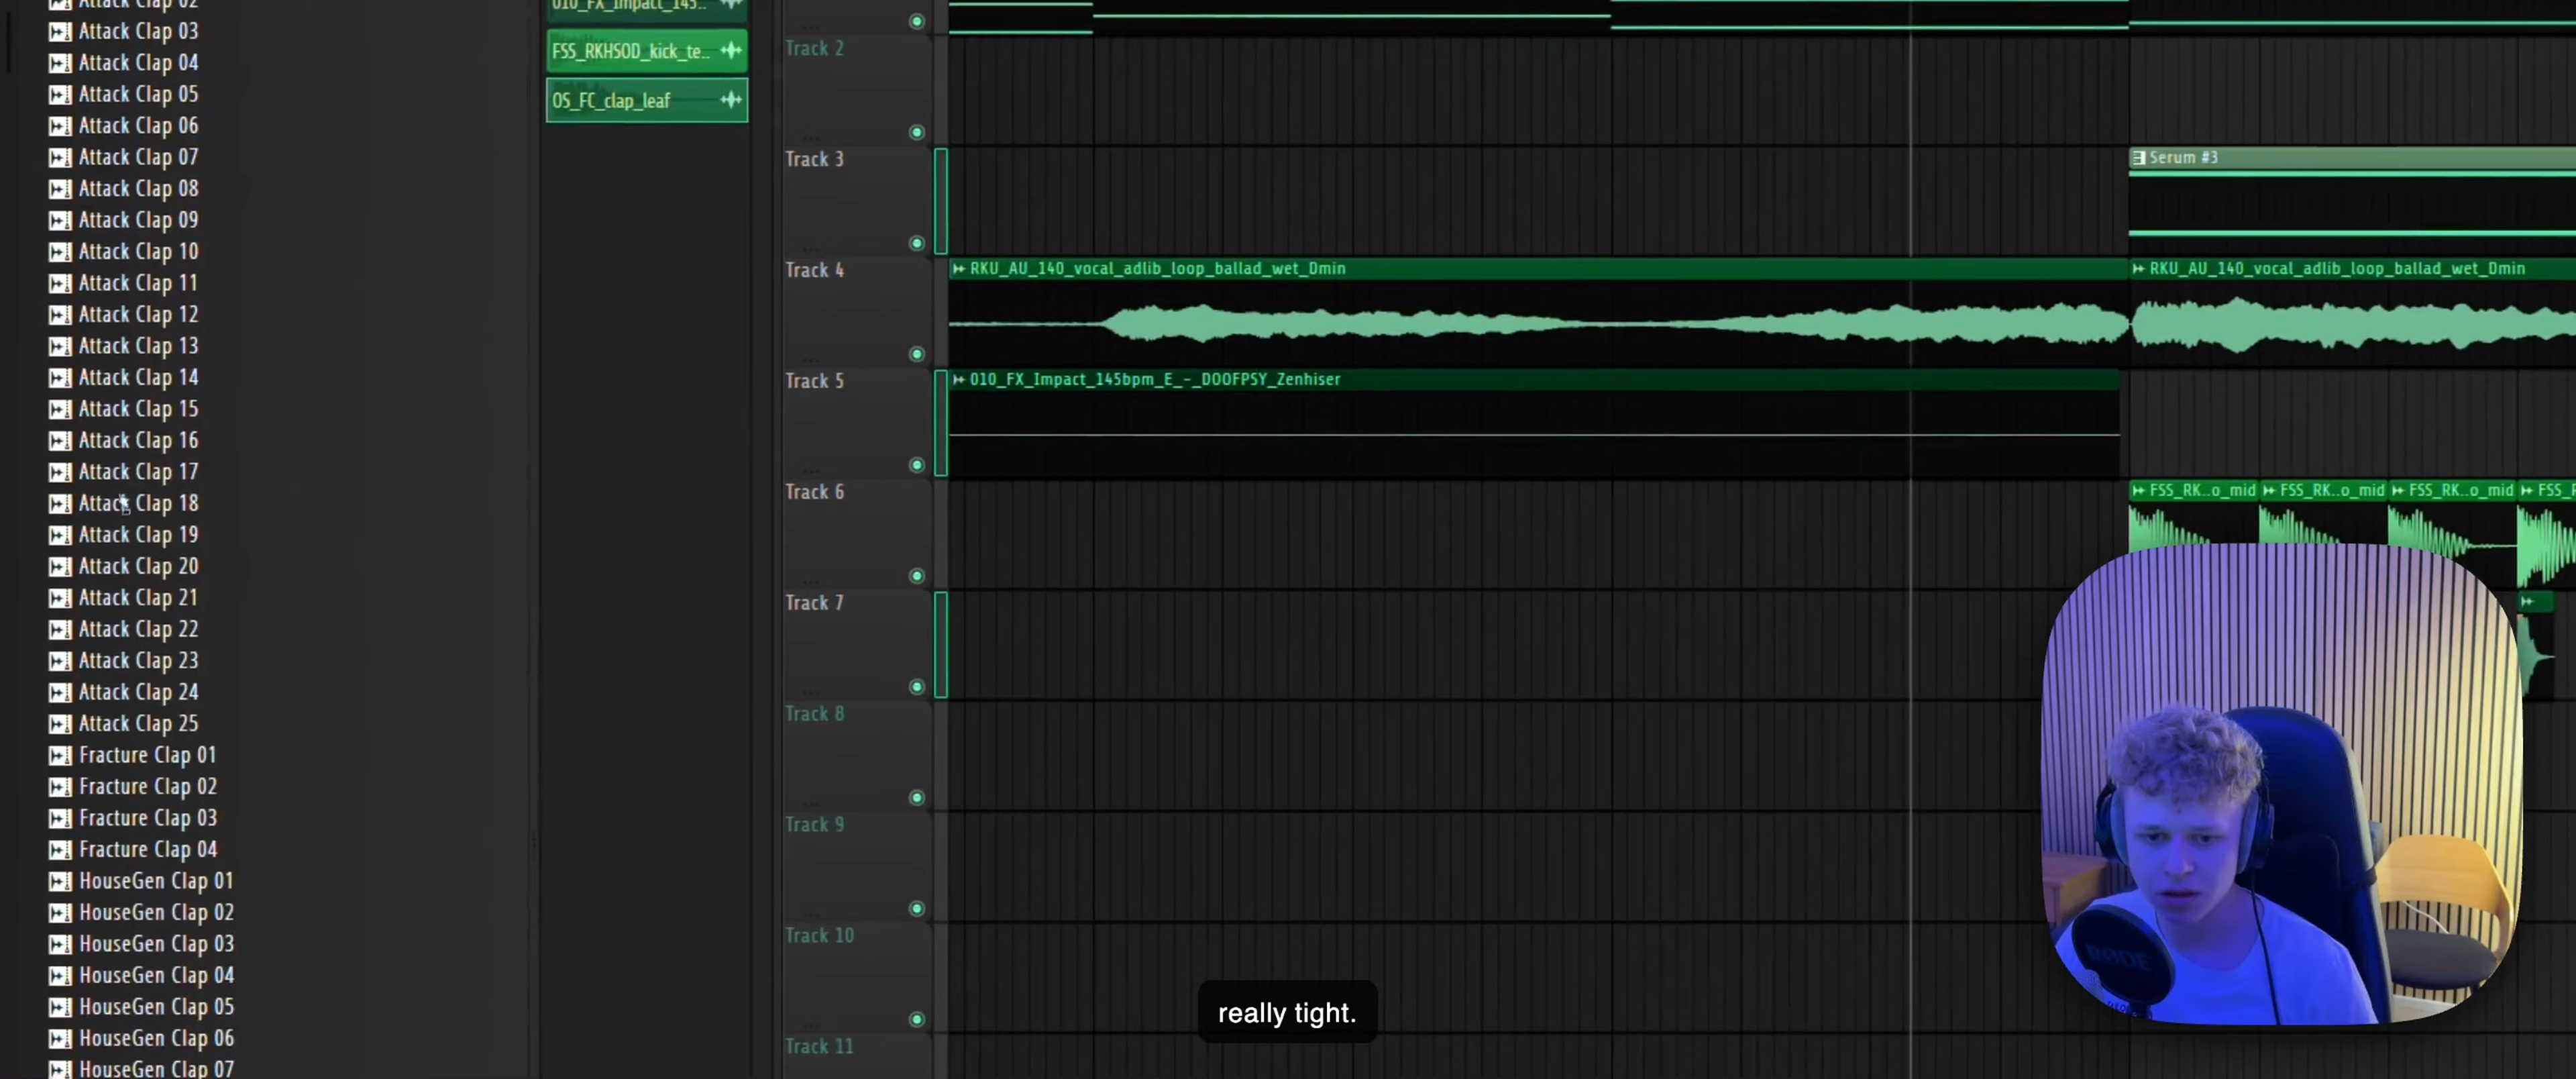 Attack Clap 02
Attack Clap 03
Attack Clap 04
Attack Clap 05
Attack Clap 06
Attack Clap 07
Attack Clap 08
Attack Clap 09
Attack Clap 10
Attack Clap 11
Attack Clap 12
Attack Clap 13
Attack Clap 14
Attack Clap 15
Attack Clap 16
Attack Clap 17
Attack Clap 18
Attack Clap 19
Attack Clap 20
Attack Clap 21
Attack Clap 22
Attack Clap 23
Attack Clap 24
Attack Clap 25
Fracture Clap 01
Fracture Clap 02
Fracture Clap 03
Fracture Clap 04
HouseGen Clap 01
HouseGen Clap 02
HouseGen Clap 03
HouseGen Clap 04
HouseGen Clap 05
HouseGen Clap 06
HouseGen Clap 07
010_FX_Impact_145..
FSS_RKHSOD_kick_te..
OS_FC_clap_leaf
Track 2
Track 3
Serum #3
Track 4
RKU_AU_140_vocal_adlib_loop_ballad_wet_Dmin
RKU_AU_140_vocal_adlib_loop_ballad_wet_Dmin
Track 5
010_FX_Impact_145bpm_E_-_DOOFPSY_Zenhiser
Track 6
FSS_RK..o_mid
FSS_RK..o_mid
FSS_RK..o_mid
Track 7
Track 8
Track 9
Track 10
Track 11
RØDE
really tight.